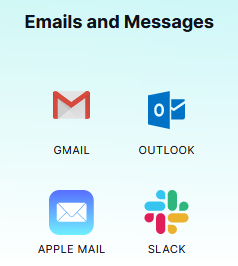 Emails and Messages
GMAIL
OUTLOOK
APPLE MAIL
SLACK